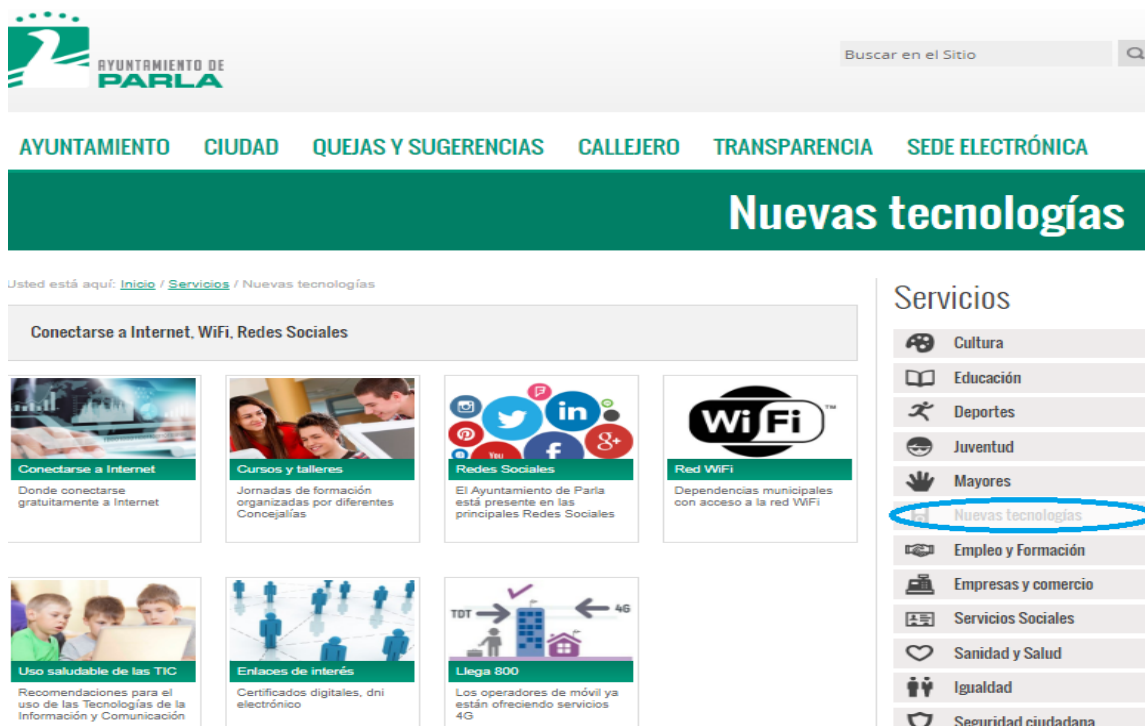 AYUNTAMIENTO DE
PARLA
Buscar en el Sitio
AYUNTAMIENTO CIUDAD QUEJAS Y SUGERENCIAS CALLEJERO TRANSPARENCIA SEDE ELECTRÓNICA
Nuevas tecnologías
Usted está aquí: Inicio / Servicios / Nuevas tecnologías
Conectarse a Internet, WiFi, Redes Sociales
Conectarse a Internet
Donde conectarse
gratuitamente a Internet
Cursos y talleres
Jornadas de formación
organizadas por diferentes
Concejalías
in
You
f
g+
Redes Sociales
El Ayuntamiento de Parla
está presente en las
principales Redes Sociales
Wi Fi ™
Red WiFi
Dependencias municipales
con acceso a la red WiFi
Uso saludable de las TIC
Recomendaciones para el
uso de las Tecnologías de la
Información y Comunicación
Enlaces de interés
Certificados digitales, dni
electrónico
TDT
4G
Llega 800
Los operadores de móvil ya
están ofreciendo servicios
4G
Servicios
Cultura
Educación
Deportes
Juventud
Mayores
Nuevas tecnologías
Empleo y Formación
Empresas y comercio
Servicios Sociales
Sanidad y Salud
Igualdad
Seguridad ciudadana